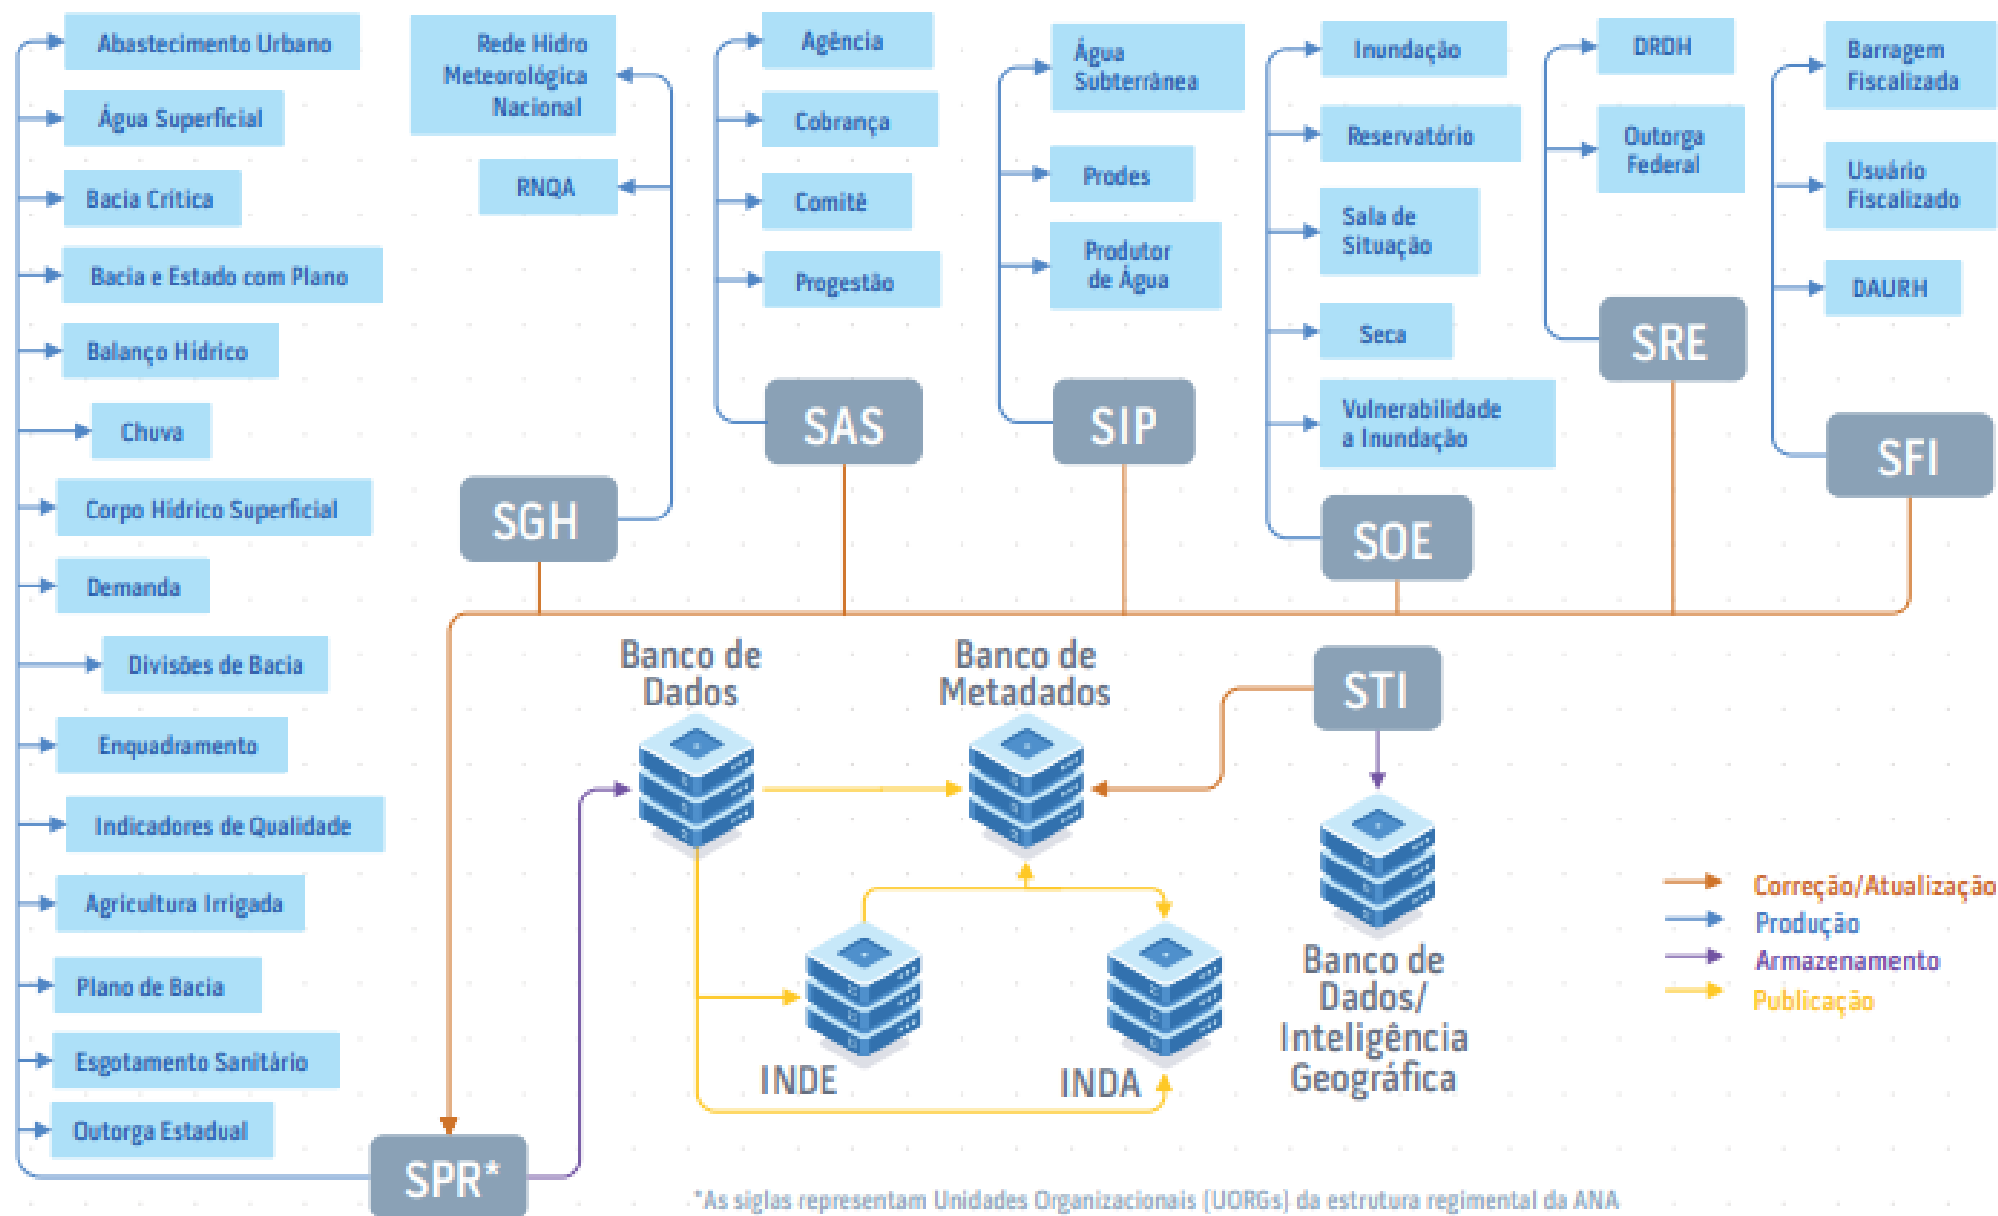 Abastecimento Urbano
Água Superficial
Bacia Crítica
Bacia e Estado com Plano
Balanço Hídrico
Chuva
Corpo Hídrico Superficial
Demanda
Divisões de Bacia
Enquadramento
Indicadores de Qualidade
Agricultura Irrigada
Plano de Bacia
Esgotamento Sanitário
Outorga Estadual
SPR*
Rede Hidro
Meteorológica
Nacional
RNQA
SGH
Agência
Cobrança
Comitê
Progestão
SAS
Água
Subterrânea
Prodes
Produtor
de Água
SIP
Inundação
Reservatório
Sala de
Situação
Seca
Vulnerabilidade
a Inundação
SOE
DRDH
Outorga
Federal
SRE
Barragem
Fiscalizada
Usuário
Fiscalizado
DAURH
SFI
Banco de
Dados
Banco de
Metadados
STI
INDE
INDA
Banco de
Dados/
Inteligência
Geográfica
Correção/Atualização
Produção
Armazenamento
Publicação
*As siglas representam Unidades Organizacionais (UORGs) da estrutura regimental da ANA